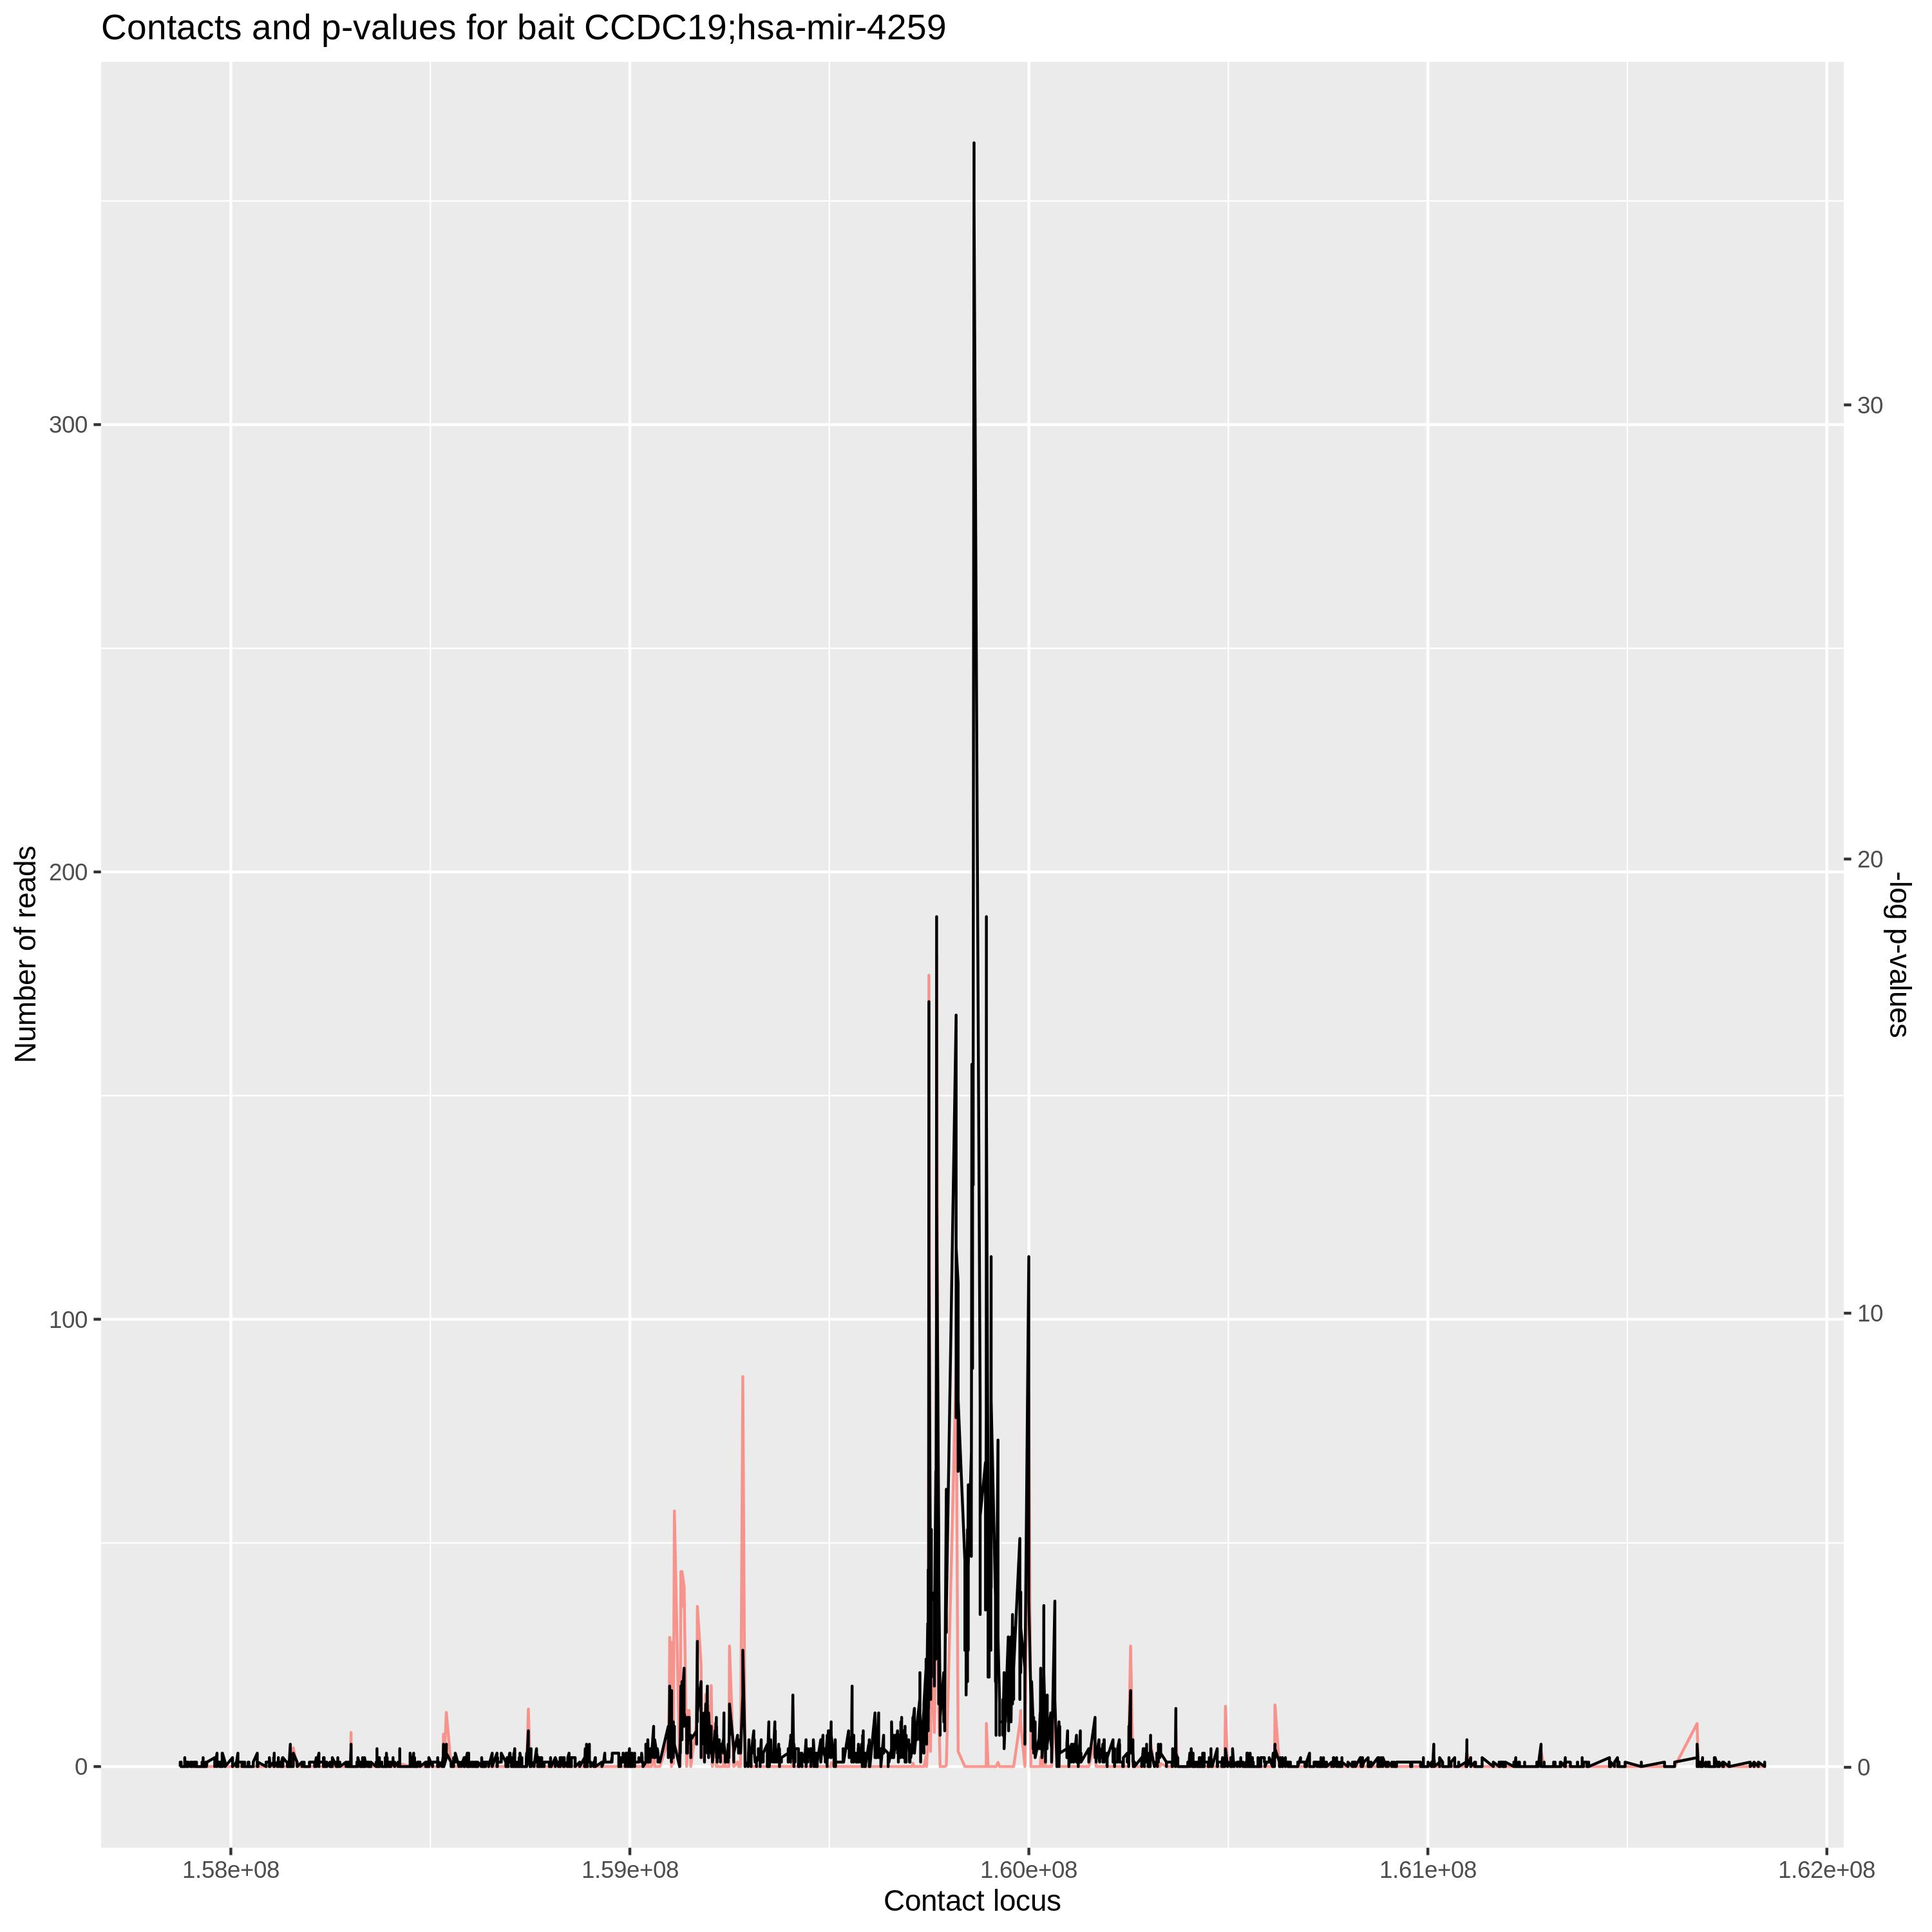 Contacts and p-values for bait CCDC19;hsa-mir-4259
300
200
100
0
30
20
10
0
Number of reads
-log p-values
1.58e+08 1.59e+08 1.60e+08 1.61e+08 1.62e+08
Contact locus